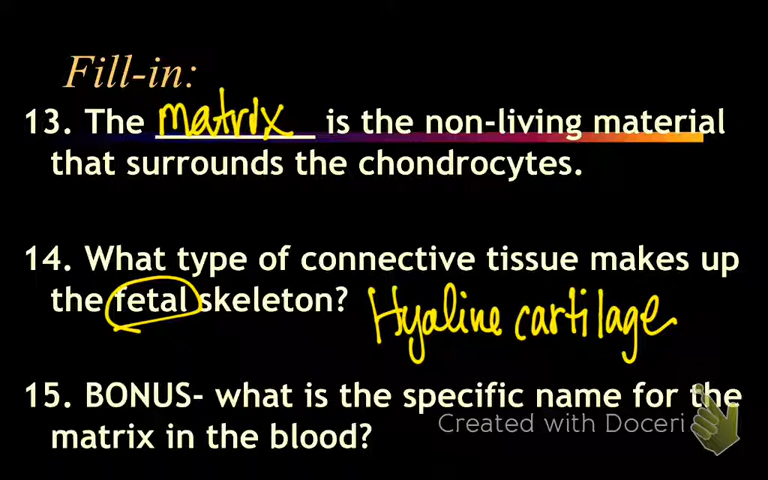 Fill-in:
13. The matrix is the non-living material
that surrounds the chondrocytes.
14. What type of connective tissue makes up
the fetal skeleton? Hyaline cartilage
15. BONUS- what is the specific name for the
Created with Doceri
matrix in the blood?